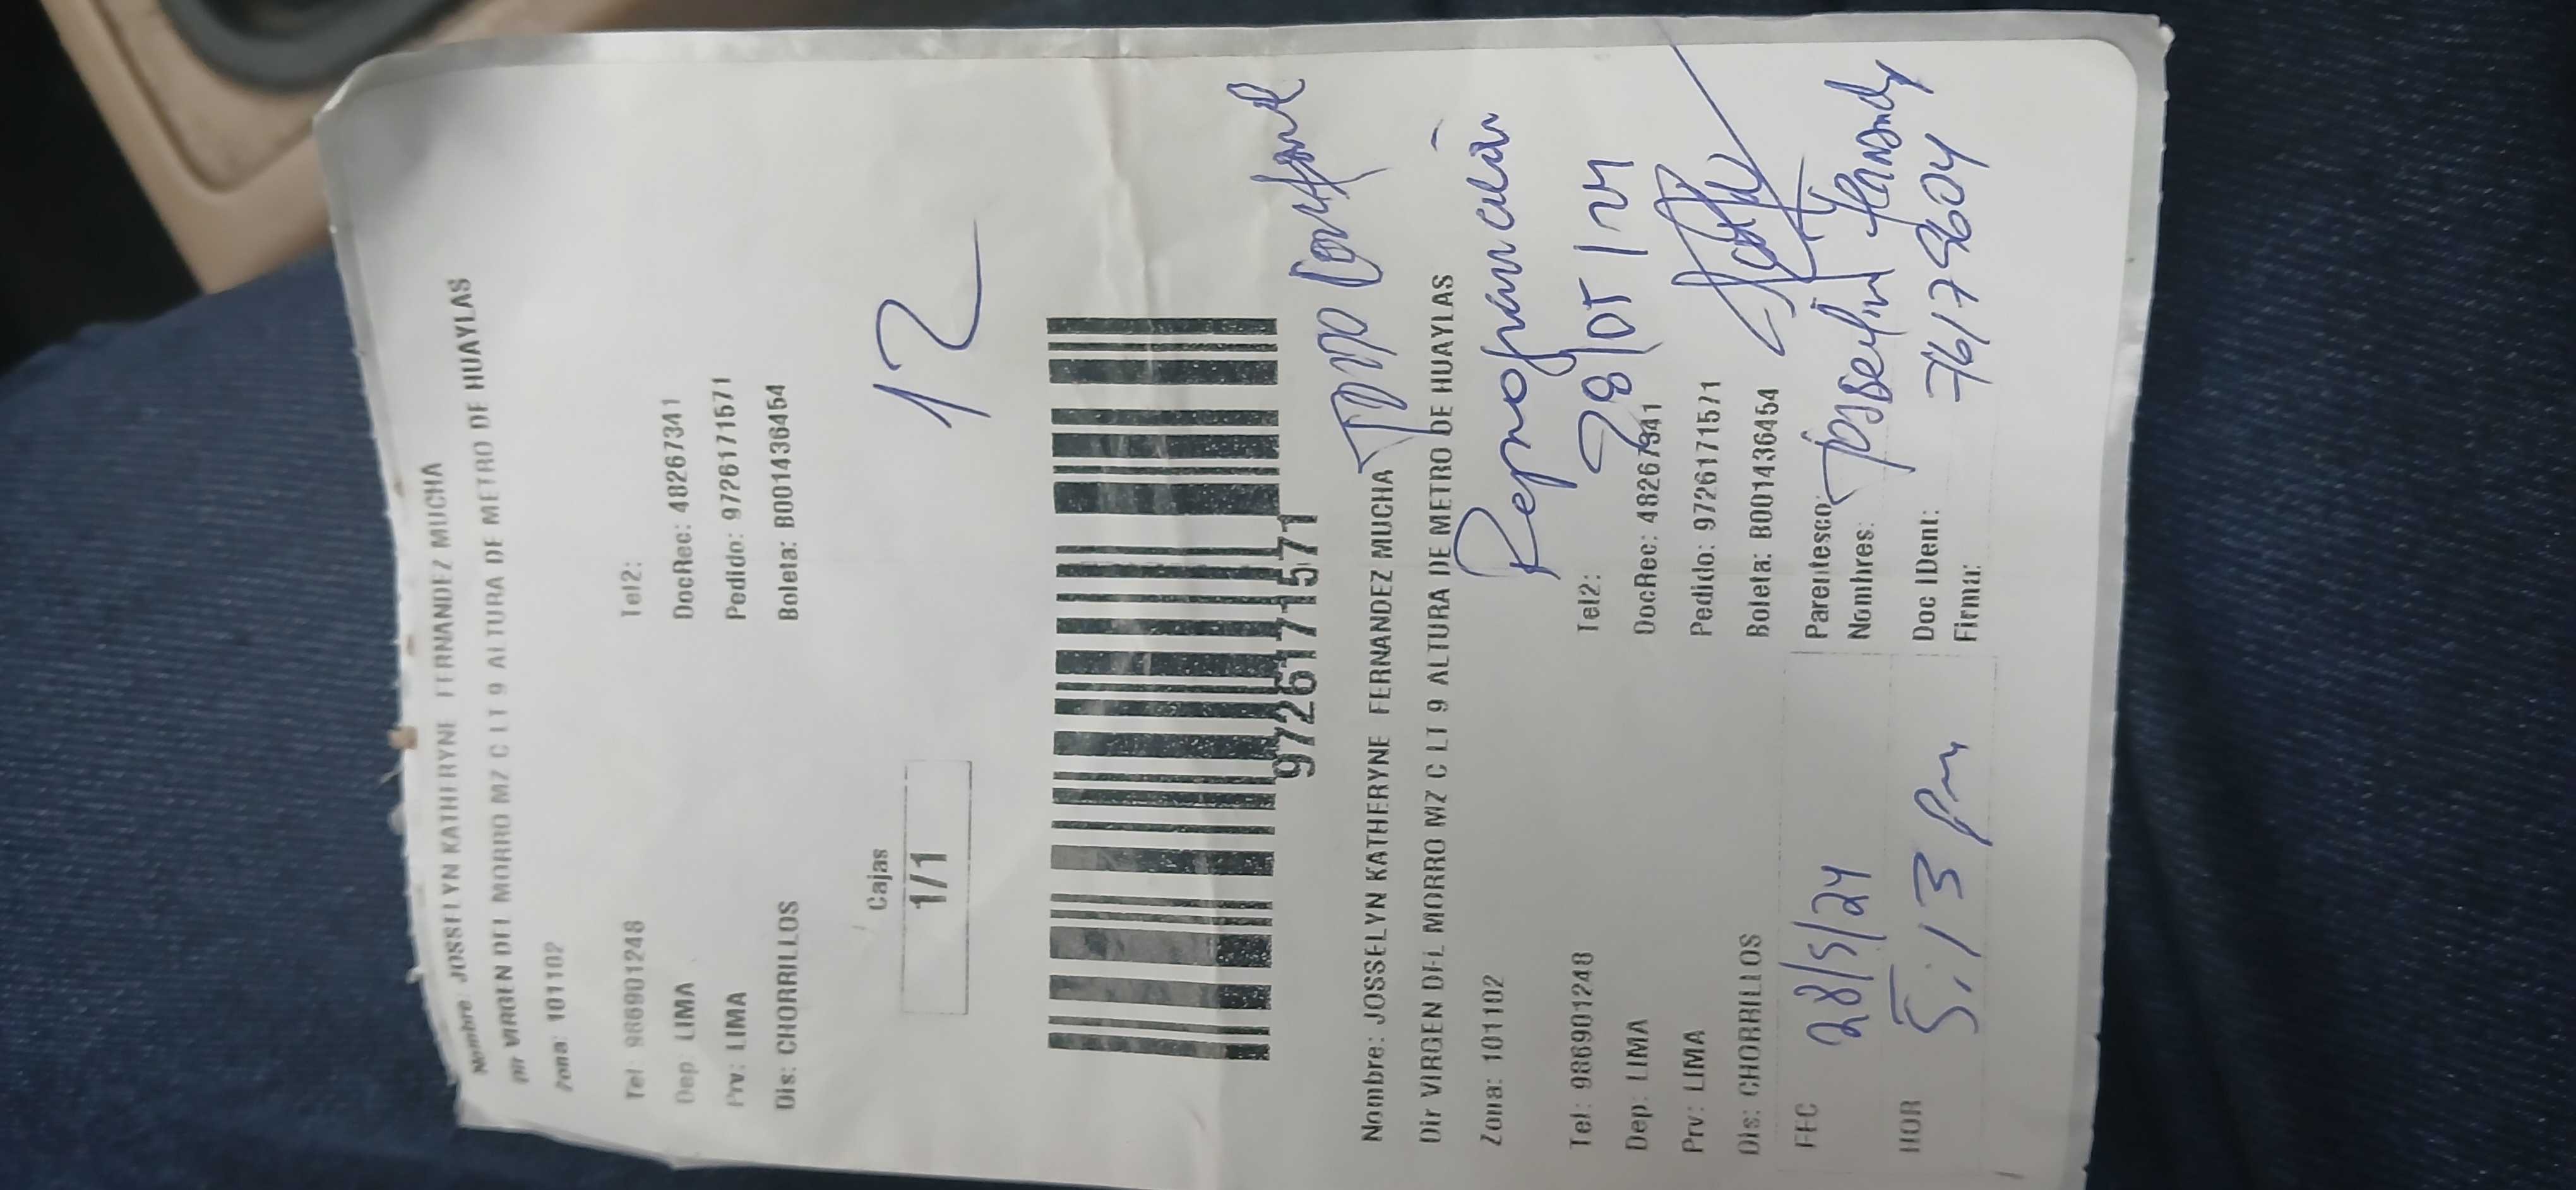 Nombre: JOSSELYN KATHERYNE FERNANDEZ MUCHA
Dir VIRGEN DEL MORRO MZ C LT 9 ALTURA DE METRO DE HUAYLAS
Zona: 101102
Tel: 986901248 Tel2:
Dep LIMA DocRec: 48267341
Prv: LIMA Pedido: 9726171571
Dis: CHORRILLOS Boleta: B001436454
Cajas
1/1 12
9726171571
Todo Conforme
Nombre: JOSSELYN KATHERYNE FERNANDEZ MUCHA
Dir VIRGEN DEL MORRO MZ C LT 9 ALTURA DE METRO DE HUAYLAS
Zona: 101102 Reprogramación
Tel: 986901248 Tel2: 28/05/24
Dep: LIMA DocRec: 48267341
Prv: LIMA Pedido: 9726171571
Dis: CHORRILLOS Boleta: B001436454
FEC 28/5/24 Parentesco:
Nombres: Josselin
HOR 5:13 Pm Doc IDent:
Firma: